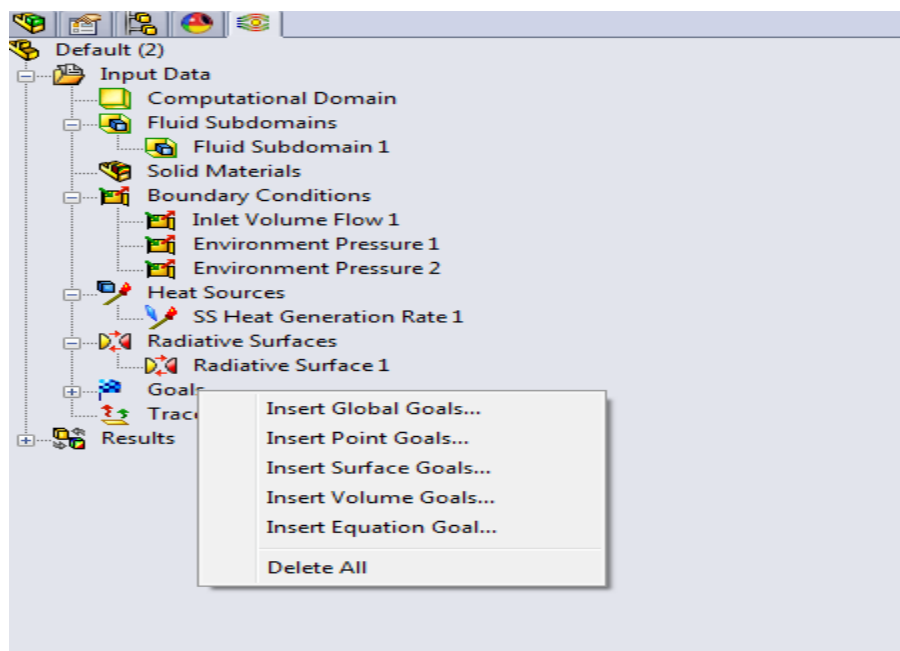 Default (2)
Input Data
Computational Domain
Fluid Subdomains
Fluid Subdomain 1
Solid Materials
Boundary Conditions
Inlet Volume Flow 1
Environment Pressure 1
Environment Pressure 2
Heat Sources
SS Heat Generation Rate 1
Radiative Surfaces
Radiative Surface 1
Goals
Results
Insert Global Goals...
Insert Point Goals...
Insert Surface Goals...
Insert Volume Goals...
Insert Equation Goal...
Delete All